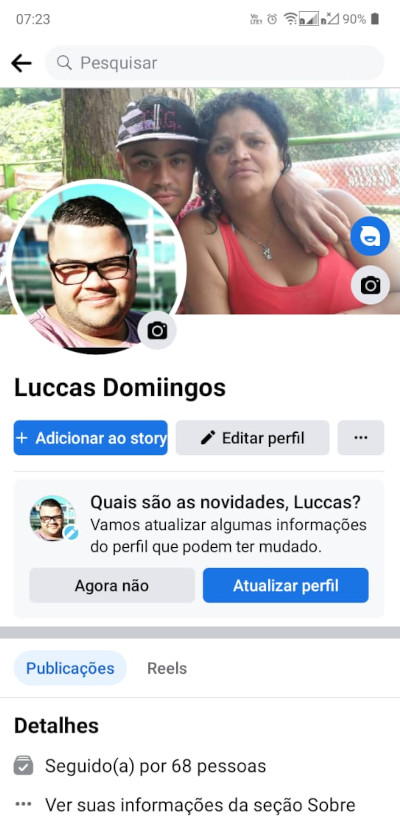 07:23
90%
Pesquisar
Luccas Domiingos
+ Adicionar ao story
Editar perfil
Quais são as novidades, Luccas?
Vamos atualizar algumas informações
do perfil que podem ter mudado.
Agora não
Atualizar perfil
Publicações
Reels
Detalhes
Seguido(a) por 68 pessoas
Ver suas informações da seção Sobre